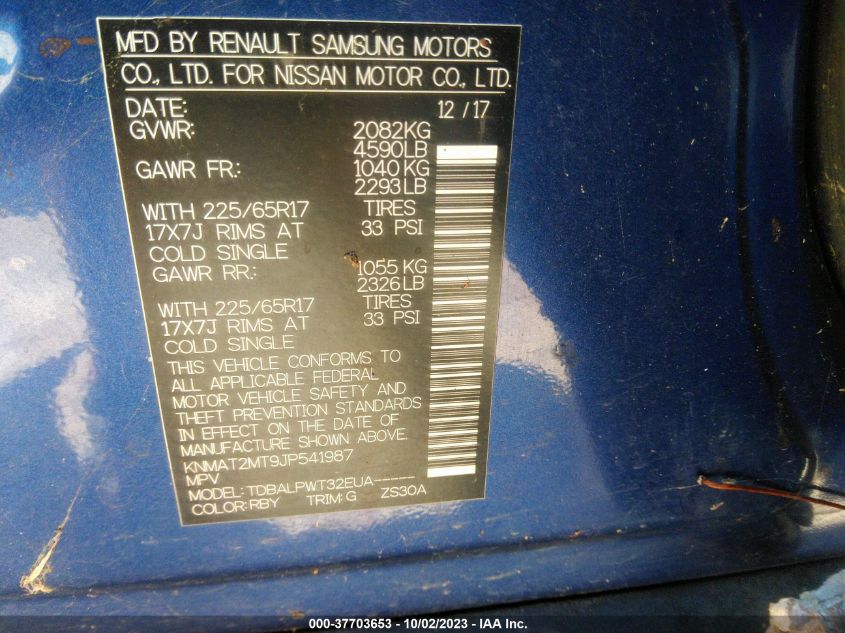 MFD BY RENAULT SAMSUNG MOTORS
CO., LTD. FOR NISSAN MOTOR CO., LTD.
DATE: 12 / 17
GVWR: 2082KG
4590LB
GAWR FR.: 1040 KG
2293LB
WITH 225/65R17 TIRES
17X7J RIMS AT 33 PSI
COLD SINGLE
GAWR RR.: 1055 KG
2326LB
WITH 225/65R17 TIRES
17X7J RIMS AT 33 PSI
COLD SINGLE
THIS VEHICLE CONFORMS TO
ALL APPLICABLE FEDERAL
MOTOR VEHICLE SAFETY AND
THEFT PREVENTION STANDARDS
IN EFFECT ON THE DATE OF
MANUFACTURE SHOWN ABOVE.
KNMAT2MT9JP541987
MPV
MODEL: TDBALPWT32EUA-----
COLOR:RBY TRIM:G ZS30A
000-37703653 - 10/02/2023 - IAA Inc.